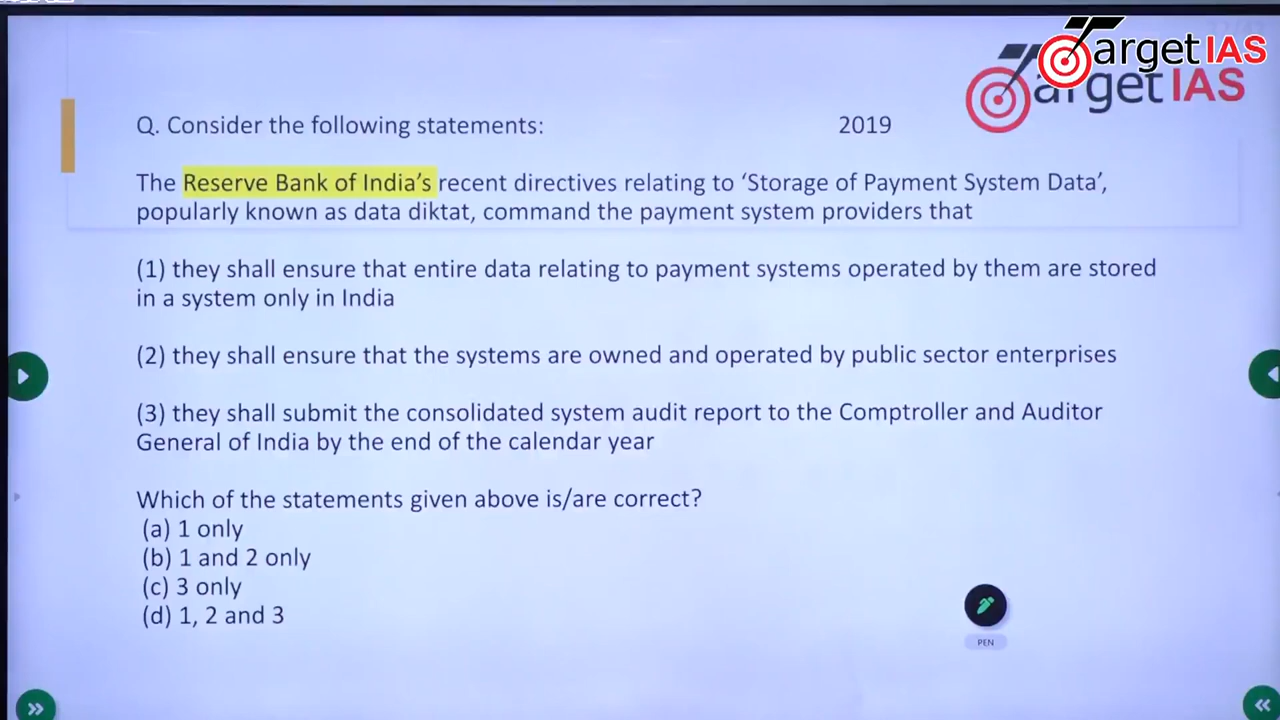 TargetIAS
TargetIAS
Q. Consider the following statements: 2019
The Reserve Bank of India's recent directives relating to ‘Storage of Payment System Data’,
popularly known as data diktat, command the payment system providers that
(1) they shall ensure that entire data relating to payment systems operated by them are stored
in a system only in India
(2) they shall ensure that the systems are owned and operated by public sector enterprises
(3) they shall submit the consolidated system audit report to the Comptroller and Auditor
General of India by the end of the calendar year
Which of the statements given above is/are correct?
(a) 1 only
(b) 1 and 2 only
(c) 3 only
(d) 1, 2 and 3
PEN